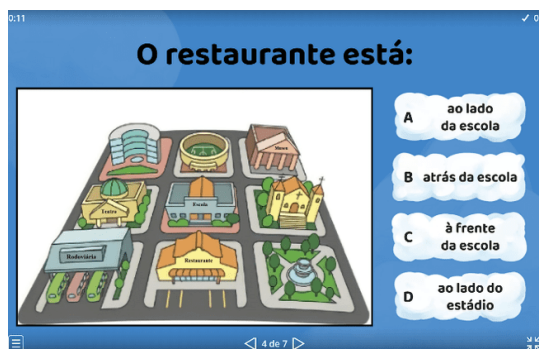 0:11
✓ 0
O restaurante está:
Museu
Teatro
Escola
Rodoviária
Restaurante
A ao lado
da escola
B atrás da escola
C à frente
da escola
D ao lado do
estádio
4 de 7